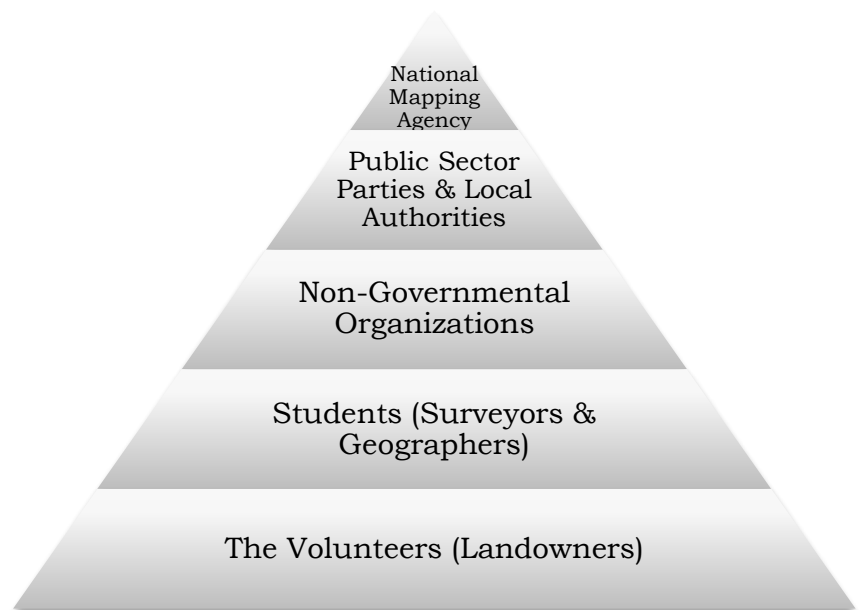 National
Mapping
Agency
Public Sector
Parties & Local
Authorities
Non-Governmental
Organizations
Students (Surveyors &
Geographers)
The Volunteers (Landowners)